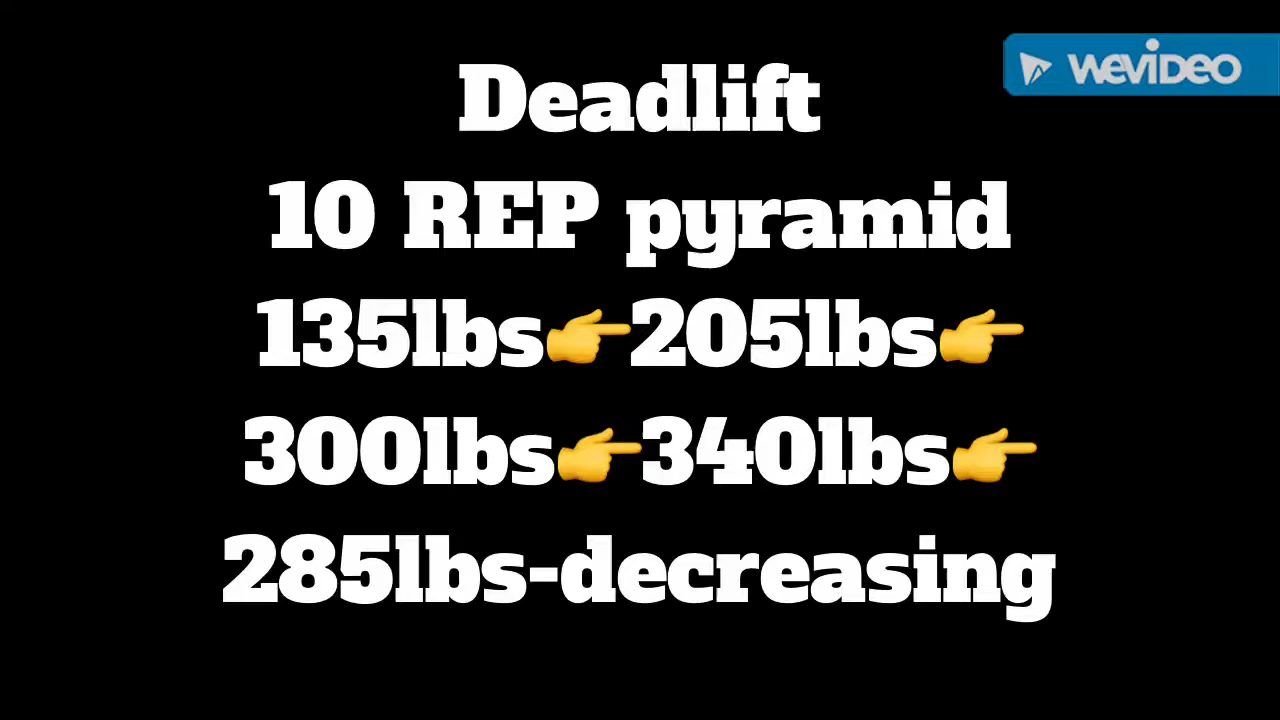 Deadlift
WEVIDEO
10 REP pyramid
135lbs👉205lbs👉
300lbs👉340lbs👉
285lbs-decreasing